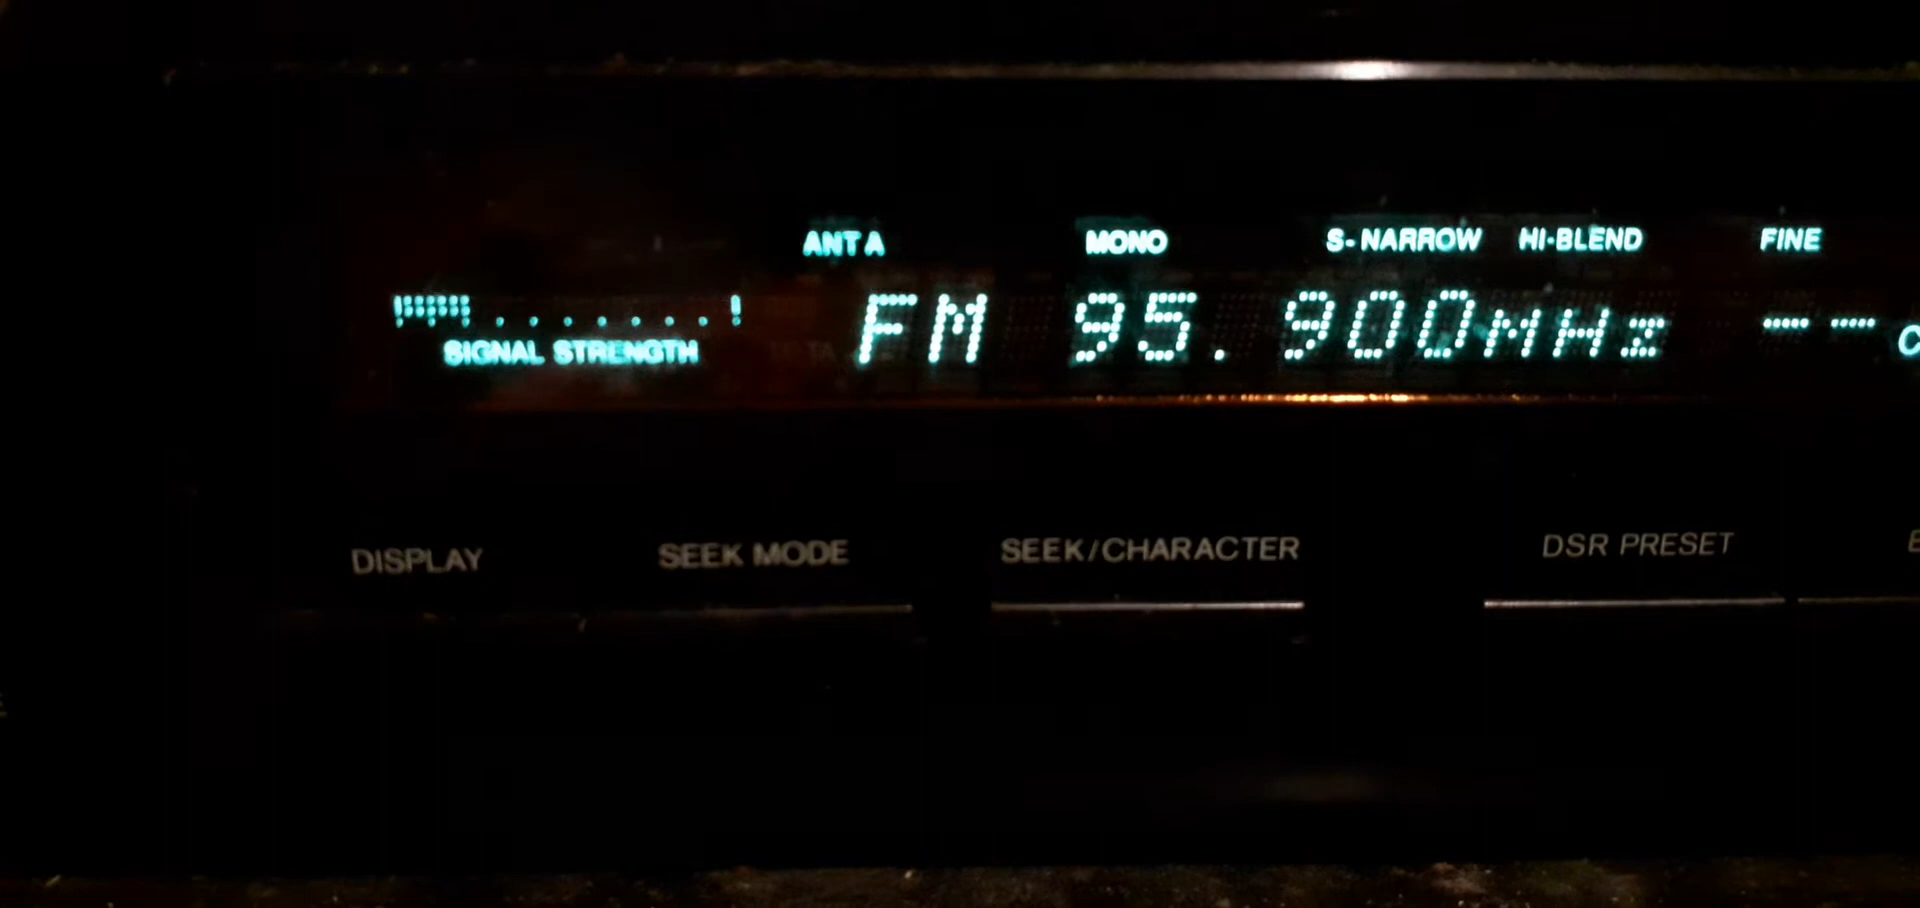 ANT A MONO S-NARROW HI-BLEND FINE
FM 95.900MHz -- --
SIGNAL STRENGTH
DISPLAY SEEK MODE SEEK/CHARACTER DSR PRESET